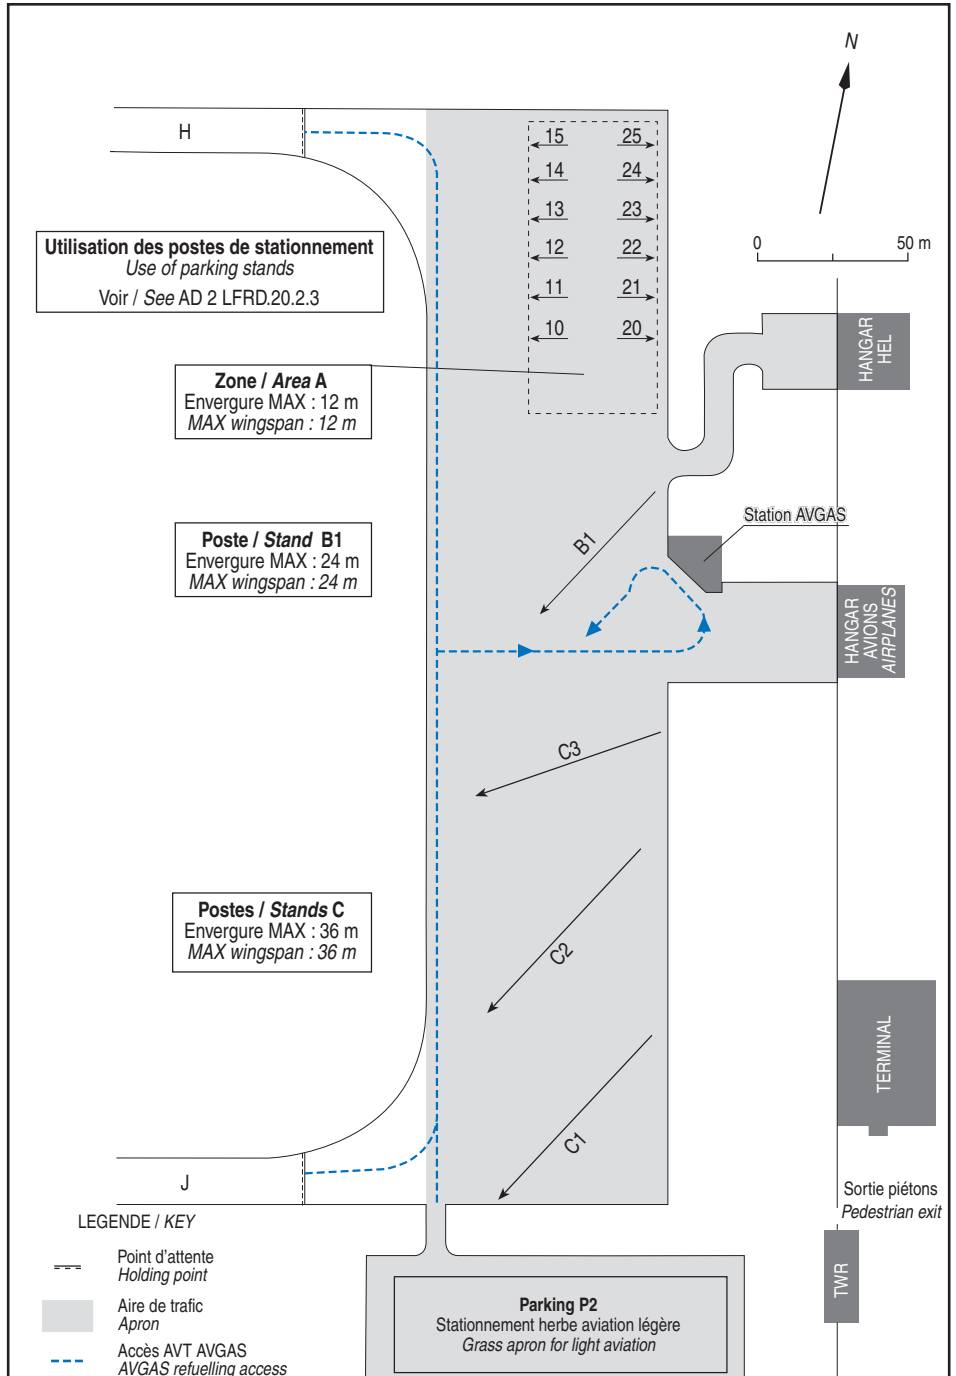 N
H
15 25
14 24
13 23
12 22
11 21
10 20
0 50 m
Utilisation des postes de stationnement
Use of parking stands
Voir / See AD 2 LFRD.20.2.3
HANGAR
HEL
Zone / Area A
Envergure MAX : 12 m
MAX wingspan : 12 m
Station AVGAS
B1
Poste / Stand B1
Envergure MAX : 24 m
MAX wingspan : 24 m
HANGAR
AVIONS
AIRPLANES
C3
Postes / Stands C
Envergure MAX : 36 m
MAX wingspan : 36 m
C2
TERMINAL
C1
J
Sortie piétons
Pedestrian exit
LEGENDE / KEY
Point d'attente
Holding point
Aire de trafic
Apron
Accès AVT AVGAS
AVGAS refuelling access
TWR
Parking P2
Stationnement herbe aviation légère
Grass apron for light aviation